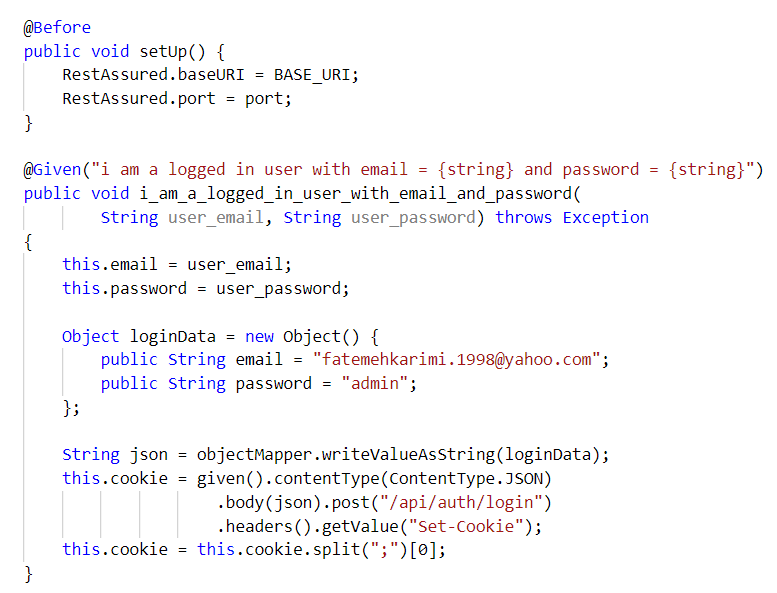 @Before
public void setUp() {
    RestAssured.baseURI = BASE_URI;
    RestAssured.port = port;
}

@Given("i am a logged in user with email = {string} and password = {string}")
public void i_am_a_logged_in_user_with_email_and_password(
        String user_email, String user_password) throws Exception
{
    this.email = user_email;
    this.password = user_password;

    Object loginData = new Object() {
        public String email = "fatemehkarimi.1998@yahoo.com";
        public String password = "admin";
    };

    String json = objectMapper.writeValueAsString(loginData);
    this.cookie = given().contentType(ContentType.JSON)
                    .body(json).post("/api/auth/login")
                    .headers().getValue("Set-Cookie");
    this.cookie = this.cookie.split(";")[0];
}